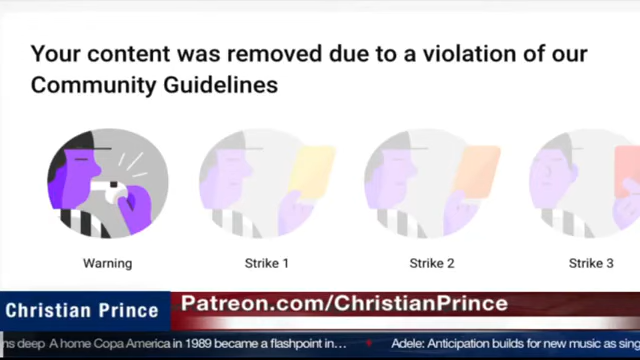 Your content was removed due to a violation of our
Community Guidelines
Warning
Strike 1
Strike 2
Strike 3
Christian Prince
Patreon.com/ChristianPrince
ns deep A home Copa America in 1989 became a flashpoint in… Adele: Anticipation builds for new music as sing